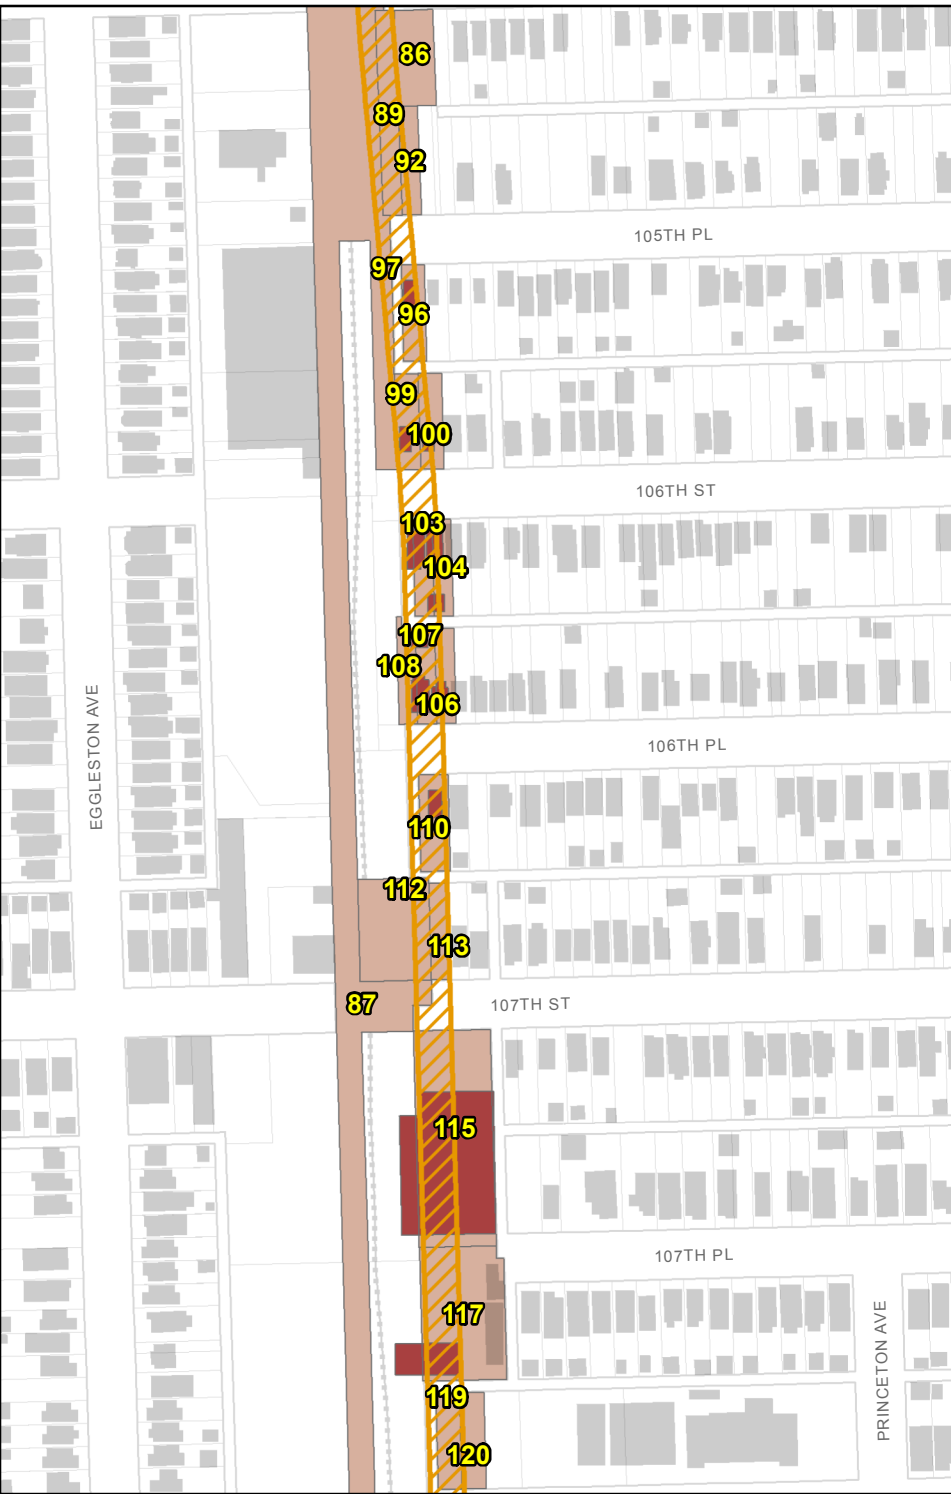 86
89
92
105TH PL
97
96
99
100
106TH ST
103
104
107
108
106
EGGLESTON AVE
106TH PL
110
112
113
87
107TH ST
115
107TH PL
117
PRINCETON AVE
119
120